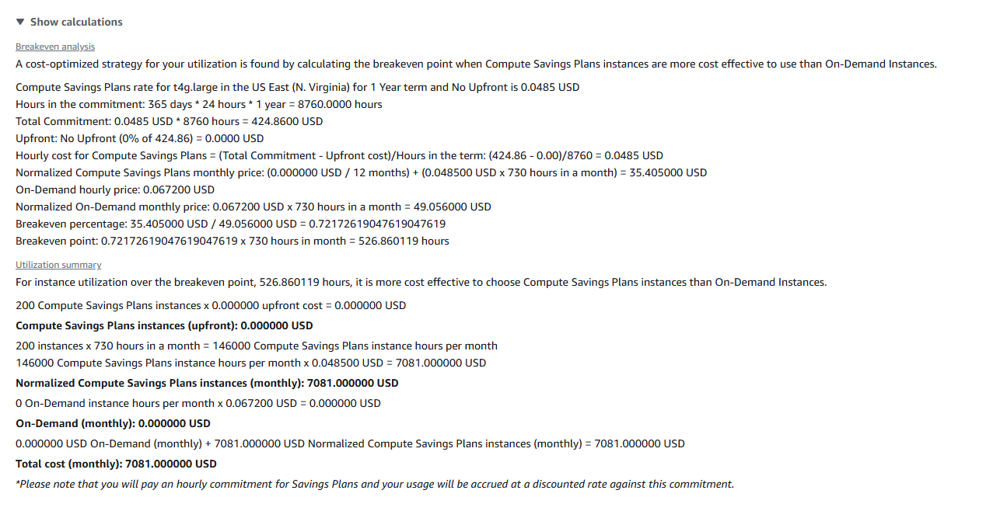 Show calculations
Breakeven analysis
A cost-optimized strategy for your utilization is found by calculating the breakeven point when Compute Savings Plans instances are more cost effective to use than On-Demand Instances.
Compute Savings Plans rate for t4g.large in the US East (N. Virginia) for 1 Year term and No Upfront is 0.0485 USD
Hours in the commitment: 365 days * 24 hours * 1 year = 8760.0000 hours
Total Commitment: 0.0485 USD * 8760 hours = 424.8600 USD
Upfront: No Upfront (0% of 424.86) = 0.0000 USD
Hourly cost for Compute Savings Plans = (Total Commitment - Upfront cost)/Hours in the term: (424.86 - 0.00)/8760 = 0.0485 USD
Normalized Compute Savings Plans monthly price: (0.000000 USD / 12 months) + (0.048500 USD x 730 hours in a month) = 35.405000 USD
On-Demand hourly price: 0.067200 USD
Normalized On-Demand monthly price: 0.067200 USD x 730 hours in a month = 49.056000 USD
Breakeven percentage: 35.405000 USD / 49.056000 USD = 0.72172619047619047619
Breakeven point: 0.72172619047619047619 x 730 hours in month = 526.860119 hours
Utilization summary
For instance utilization over the breakeven point, 526.860119 hours, it is more cost effective to choose Compute Savings Plans instances than On-Demand Instances.
200 Compute Savings Plans instances x 0.000000 upfront cost = 0.000000 USD
Compute Savings Plans instances (upfront): 0.000000 USD
200 instances x 730 hours in a month = 146000 Compute Savings Plans instance hours per month
146000 Compute Savings Plans instance hours per month x 0.048500 USD = 7081.000000 USD
Normalized Compute Savings Plans instances (monthly): 7081.000000 USD
0 On-Demand instance hours per month x 0.067200 USD = 0.000000 USD
On-Demand (monthly): 0.000000 USD
0.000000 USD On-Demand (monthly) + 7081.000000 USD Normalized Compute Savings Plans instances (monthly) = 7081.000000 USD
Total cost (monthly): 7081.000000 USD
*Please note that you will pay an hourly commitment for Savings Plans and your usage will be accrued at a discounted rate against this commitment.